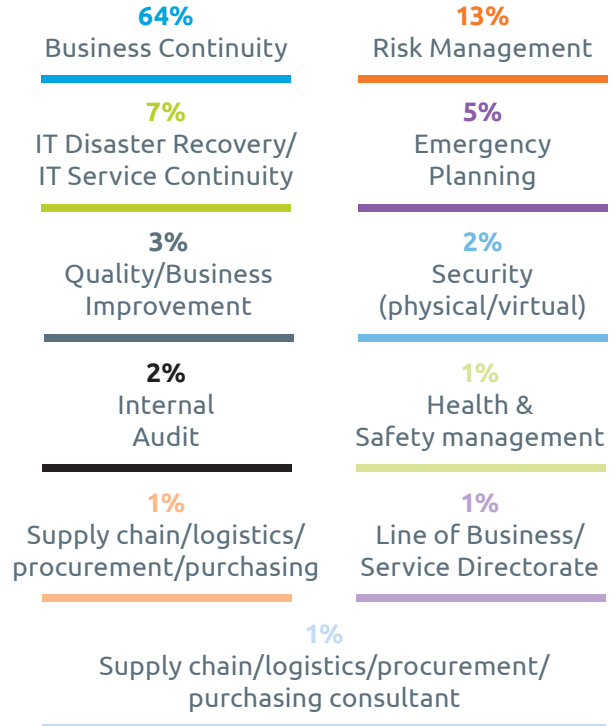 64%
Business Continuity
13%
Risk Management
7%
IT Disaster Recovery/
IT Service Continuity
5%
Emergency
Planning
3%
Quality/Business
Improvement
2%
Security
(physical/virtual)
2%
Internal
Audit
1%
Health &
Safety management
1%
Supply chain/logistics/
procurement/purchasing
1%
Line of Business/
Service Directorate
1%
Supply chain/logistics/procurement/
purchasing consultant